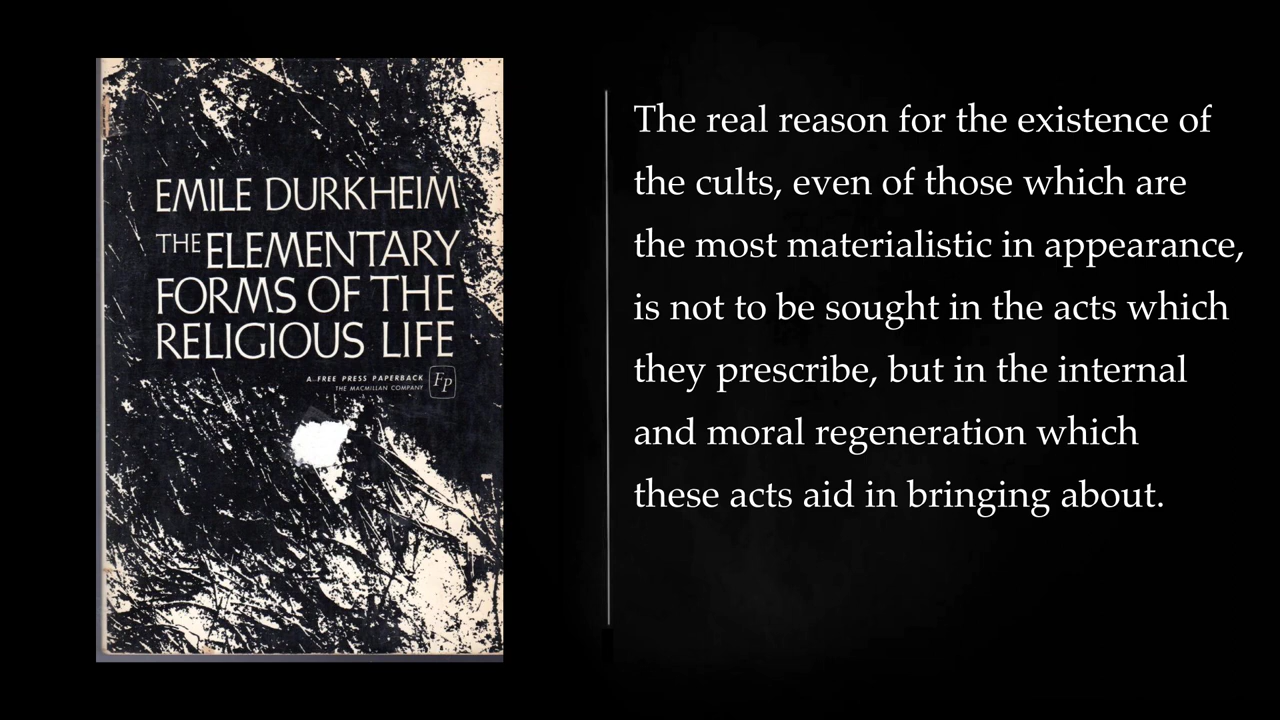 EMILE DURKHEIM
THE ELEMENTARY
FORMS OF THE
RELIGIOUS LIFE
A FREE PRESS PAPERBACK
THE MACMILLAN COMPANY
FP
The real reason for the existence of
the cults, even of those which are
the most materialistic in appearance,
is not to be sought in the acts which
they prescribe, but in the internal
and moral regeneration which
these acts aid in bringing about.